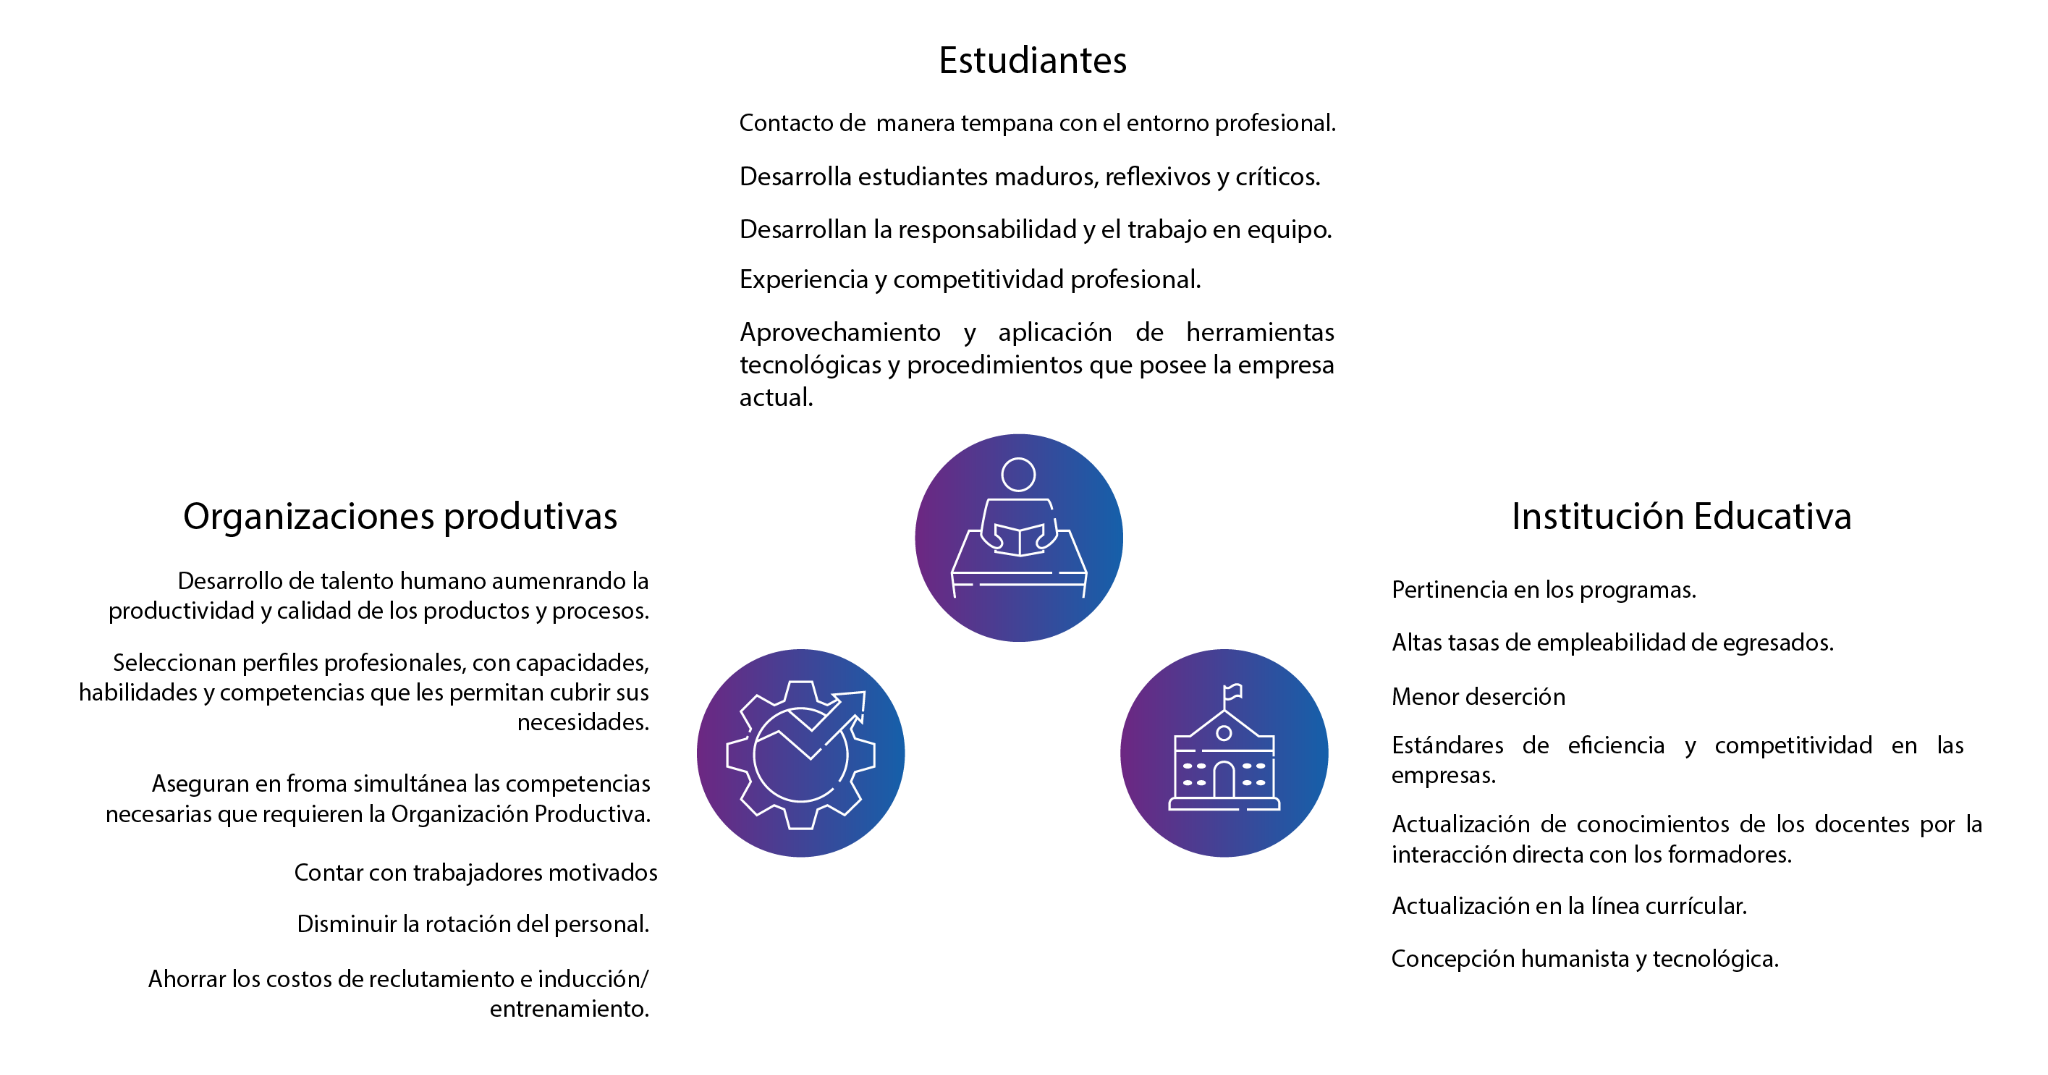 Estudiantes
Contacto de  manera tempana con el entorno profesional.
Desarrolla estudiantes maduros, reflexivos y críticos.
Desarrollan la responsabilidad y el trabajo en equipo.
Experiencia y competitividad profesional.
Aprovechamiento y aplicación de herramientas
tecnológicas y procedimientos que posee la empresa
actual.
Organizaciones produtivas
Desarrollo de talento humano aumenrando la
productividad y calidad de los productos y procesos.
Seleccionan perfiles profesionales, con capacidades,
habilidades y competencias que les permitan cubrir sus
necesidades.
Aseguran en froma simultánea las competencias
necesarias que requieren la Organización Productiva.
Contar con trabajadores motivados
Disminuir la rotación del personal.
Ahorrar los costos de reclutamiento e inducción/
entrenamiento.
Institución Educativa
Pertinencia en los programas.
Altas tasas de empleabilidad de egresados.
Menor deserción
Estándares de eficiencia y competitividad en las
empresas.
Actualización de conocimientos de los docentes por la
interacción directa con los formadores.
Actualización en la línea currícular.
Concepción humanista y tecnológica.